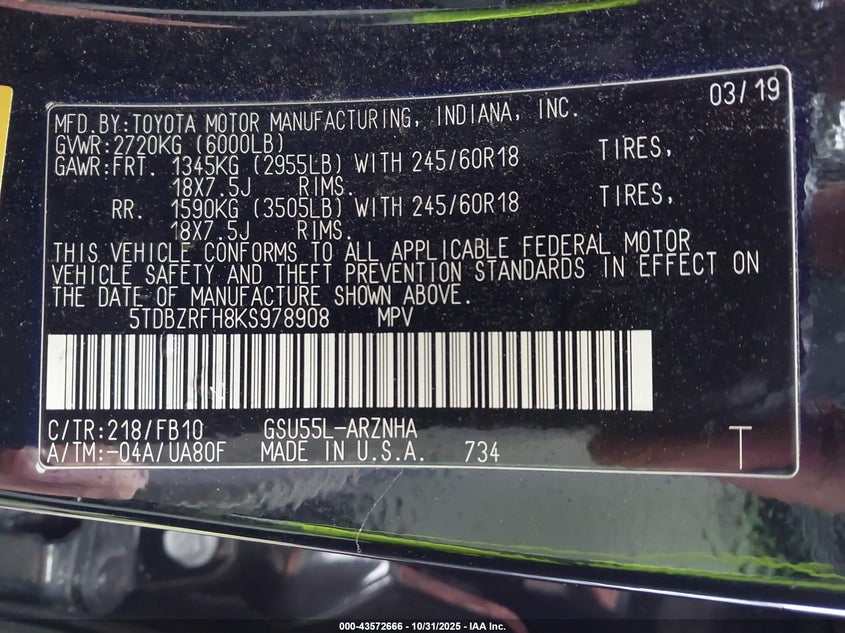 03/19
MFD.BY:TOYOTA MOTOR MANUFACTURING, INDIANA, INC.
GVWR:2720KG (6000LB)
GAWR:FRT. 1345KG (2955LB) WITH 245/60R18 TIRES,
18X7.5J RIMS.
RR. 1590KG (3505LB) WITH 245/60R18 TIRES,
18X7.5J RIMS.
THIS VEHICLE CONFORMS TO ALL APPLICABLE FEDERAL MOTOR
VEHICLE SAFETY AND THEFT PREVENTION STANDARDS IN EFFECT ON
THE DATE OF MANUFACTURE SHOWN ABOVE.
5TDBZRFH8KS978908 MPV
C/TR:218/FB10 GSU55L-ARZNHA
A/TM:-04A/UA80F MADE IN U.S.A. 734 T
000-43572666 - 10/31/2025 - IAA Inc.